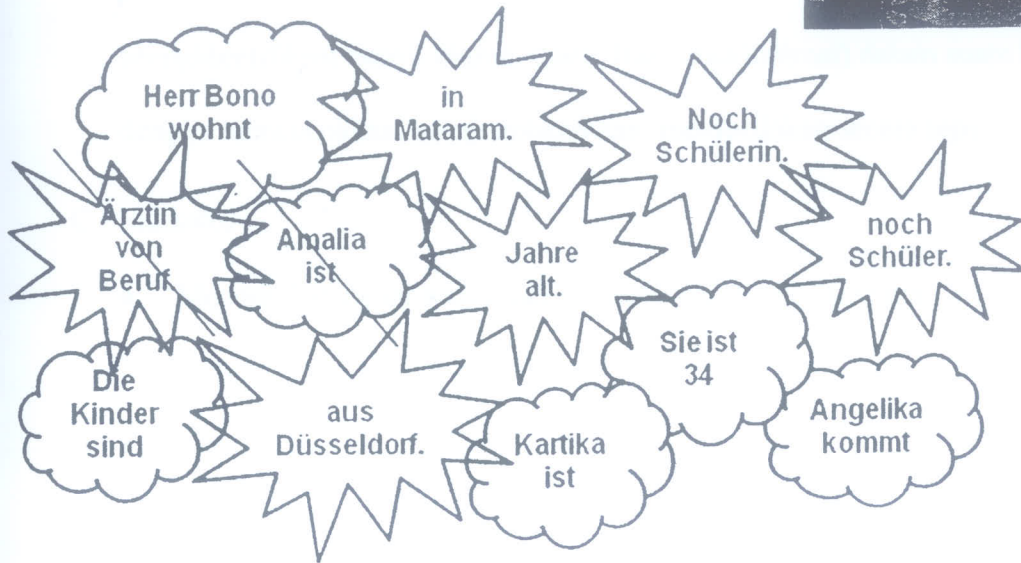 Herr Bono
wohnt
in
Mataram.
Noch
Schülerin.
Ärztin
von
Beruf
Amalia
ist
Jahre
alt.
noch
Schüler.
Die
Kinder
sind
aus
Düsseldorf.
Kartika
ist
Sie ist
34
Angelika
kommt